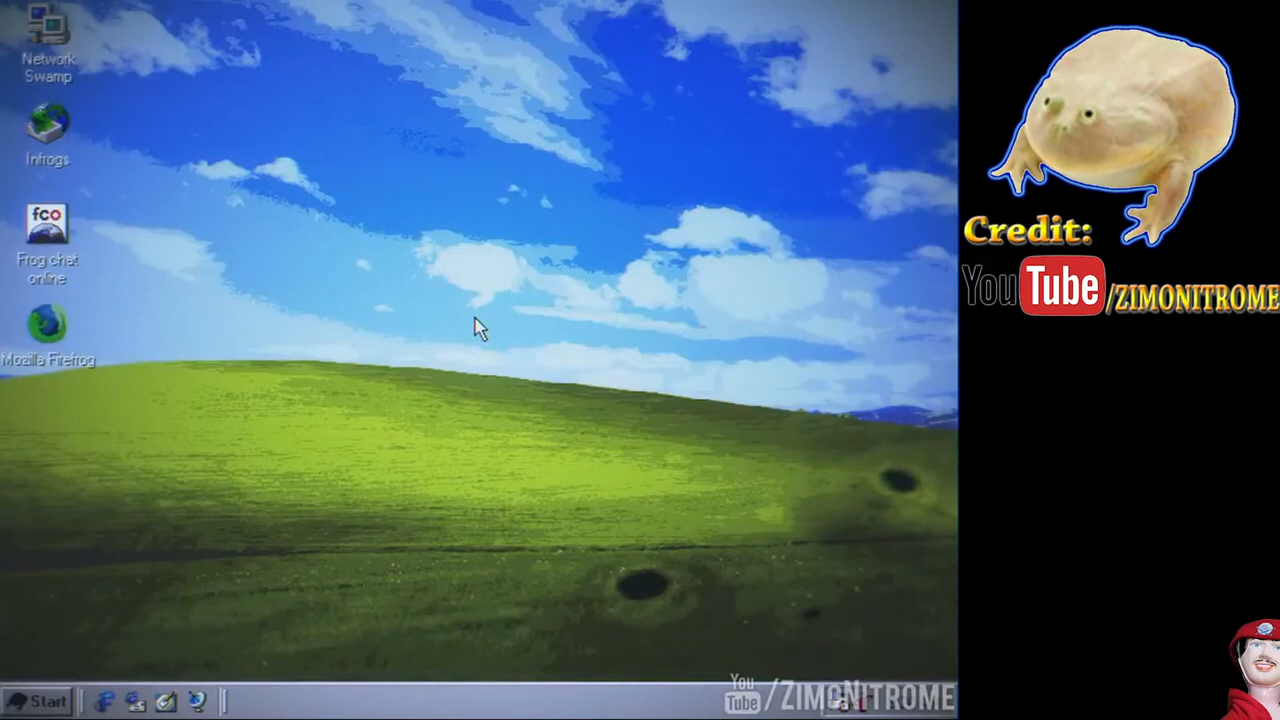 Network
Swamp
Infrogs
fco
Frog chat
online
Mozilla Firefrog
Start
You
Tube
/ZIMONITROME
Credit:
YouTube/ZIMONITROME